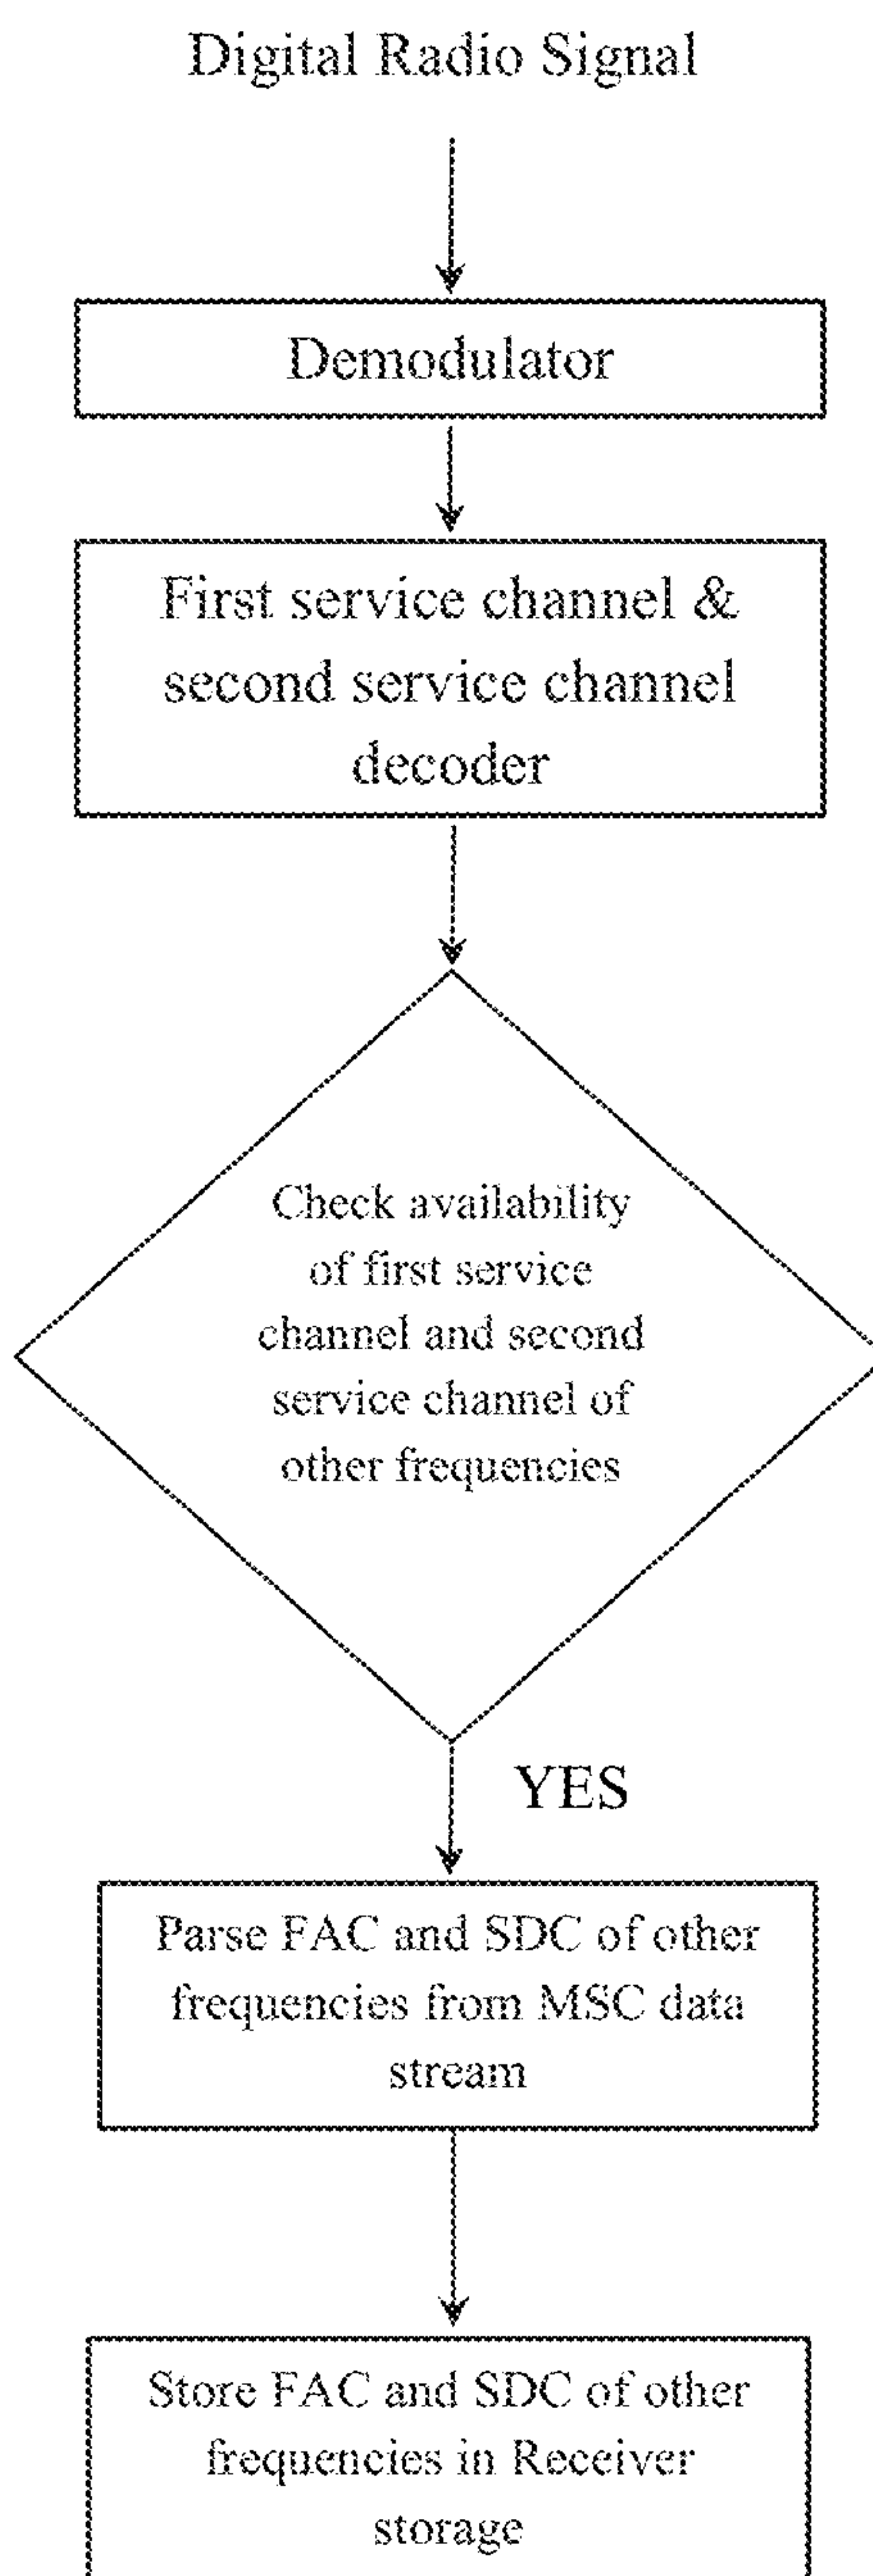 Digital Radio Signal
Demodulator
First service channel &
second service channel
decoder
Check availability
of first service
channel and second
service channel of
other frequencies
YES
Parse FAC and SDC of other
frequencies from MSC data
stream
Store FAC and SDC of other
frequencies in Receiver
storage